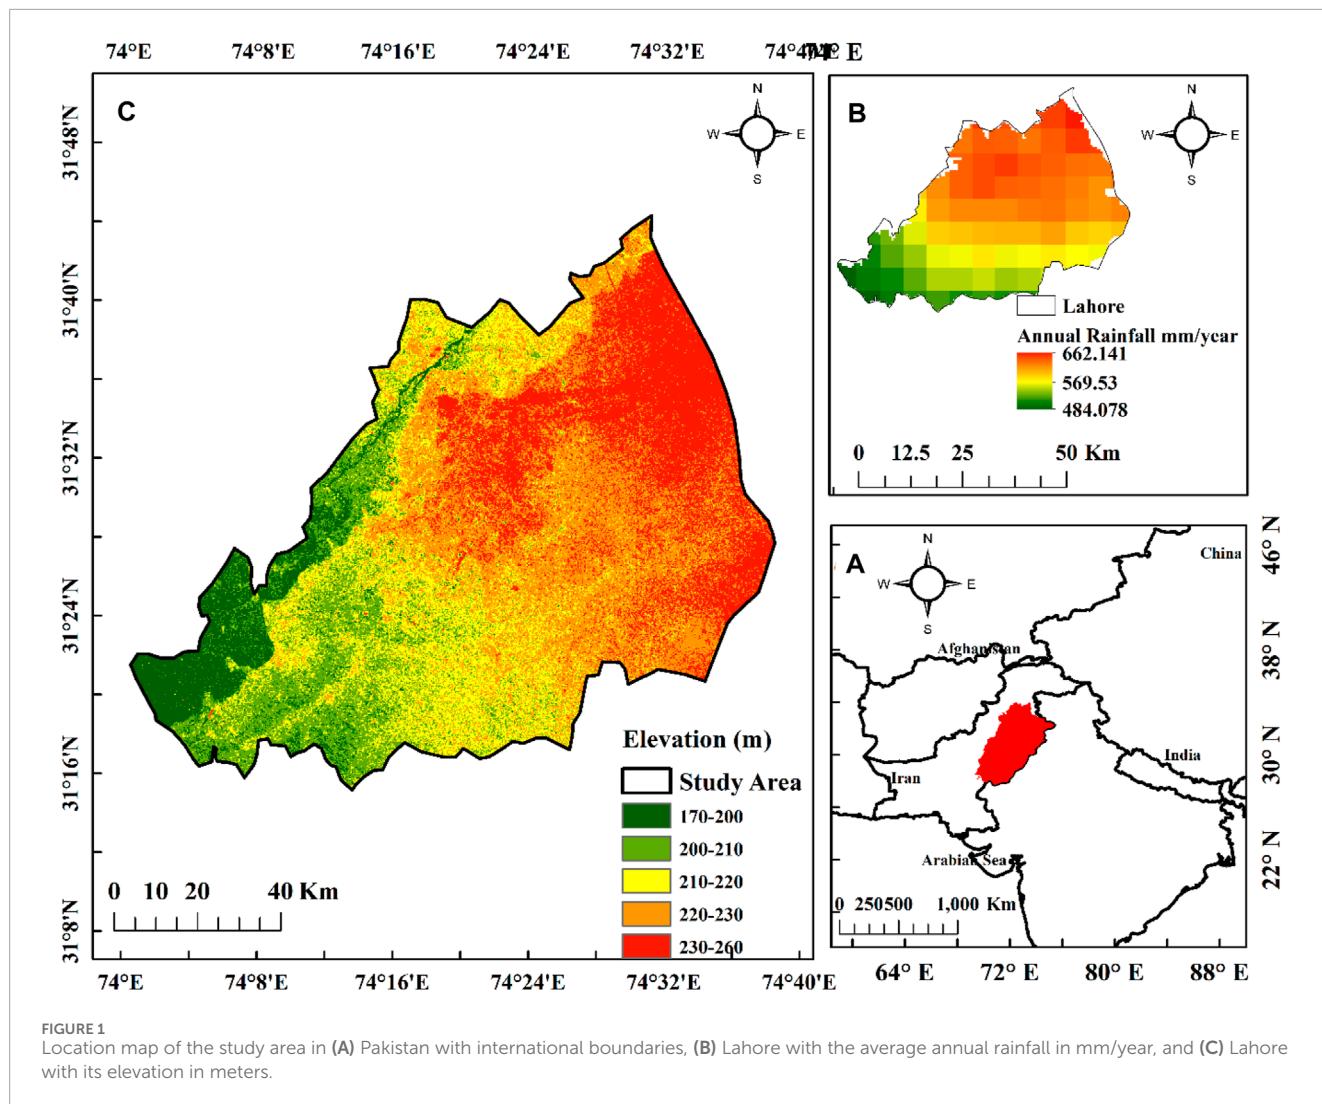 74°E 74°8'E 74°16'E 74°24'E 74°32'E 74°40'E
74° E
C
N
W E
S
31°48'N
31°40'N
31°32'N
31°24'N
31°16'N
31°8'N
Elevation (m)
Study Area
170-200
200-210
210-220
220-230
230-260
0 10 20 40 Km
74°E 74°8'E 74°16'E 74°24'E 74°32'E 74°40'E
B
N
W E
S
Lahore
Annual Rainfall mm/year
662.141
569.53
484.078
0 12.5 25 50 Km
A
N
W E
S
China
Afghanistan
India
Iran
Arabian Sea
0 250500 1,000 Km
46° N
38° N
30° N
22° N
64° E 72° E 80° E 88° E
FIGURE 1
Location map of the study area in (A) Pakistan with international boundaries, (B) Lahore with the average annual rainfall in mm/year, and (C) Lahore
with its elevation in meters.